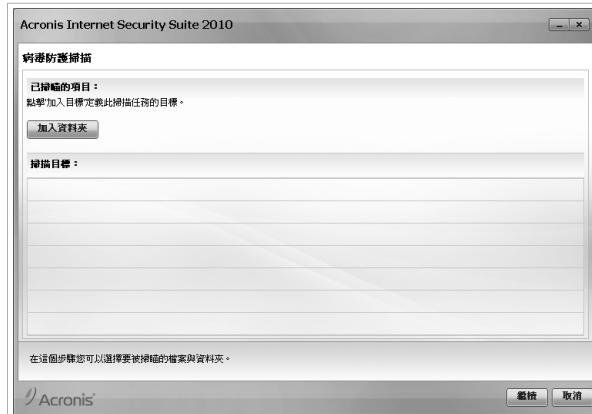 Acronis Internet Security Suite 2010
病毒防護掃描
已掃瞄的項目：
點擊'加入目標'定義此掃描任務的目標。
加入資料夾
掃描目標：
在這個步驟您可以選擇要被掃瞄的檔案與資料夾。
Acronis
繼續
取消